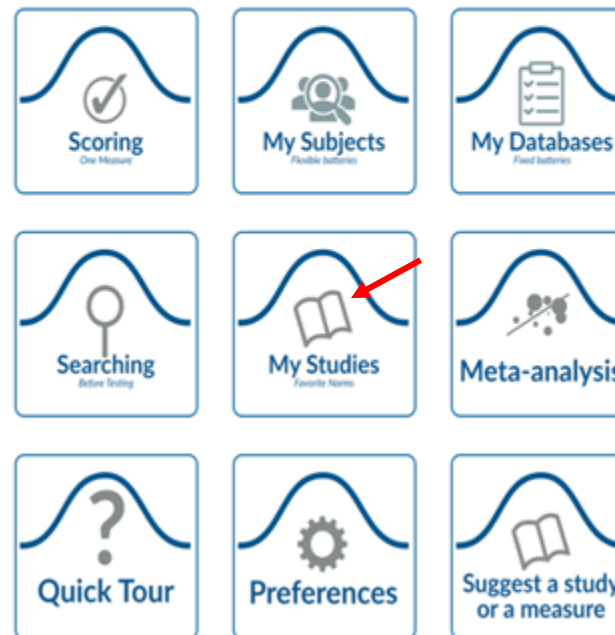 Scoring
One Measure
My Subjects
Flexible batteries
My Databases
Fixed batteries
Searching
Before Testing
My Studies
Favorite Norms
Meta-analysis
Quick Tour
Preferences
Suggest a study
or a measure